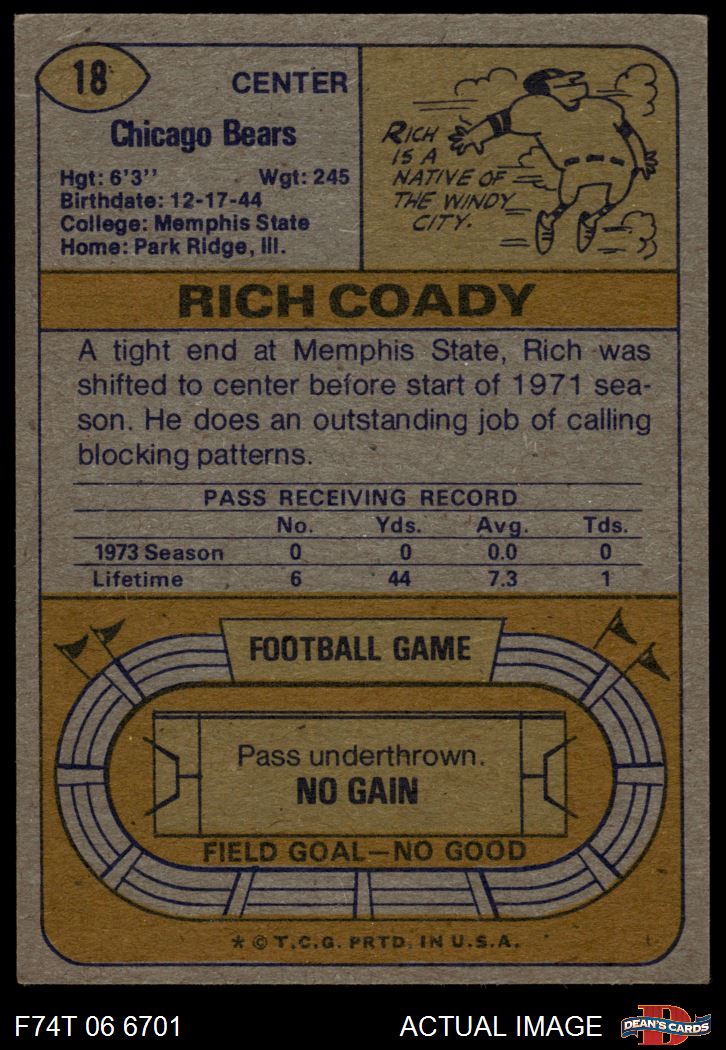 18
CENTER
Chicago Bears
Hgt: 6'3'' Wgt: 245
Birthdate: 12-17-44
College: Memphis State
Home: Park Ridge, Ill.
RICH
IS A
NATIVE OF
THE WINDY
CITY.
RICH COADY
A tight end at Memphis State, Rich was
shifted to center before start of 1971 sea-
son. He does an outstanding job of calling
blocking patterns.
PASS RECEIVING RECORD
No. Yds. Avg. Tds.
1973 Season 0 0 0.0 0
Lifetime 6 44 7.3 1
FOOTBALL GAME
Pass underthrown.
NO GAIN
FIELD GOAL—NO GOOD
* © T.C.G. PRTD. IN U.S.A.
F74T 06 6701 ACTUAL IMAGE
D
DEAN'S CARDS